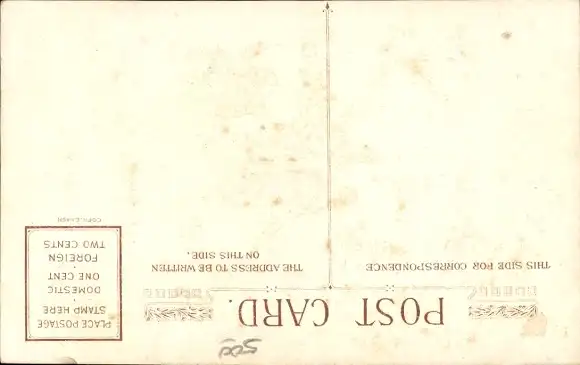 POST CARD.
THIS SIDE FOR CORRESPONDENCE
THE ADDRESS TO BE WRITTEN
ON THIS SIDE.
PLACE POSTAGE
STAMP HERE
DOMESTIC
ONE CENT
FOREIGN
TWO CENTS